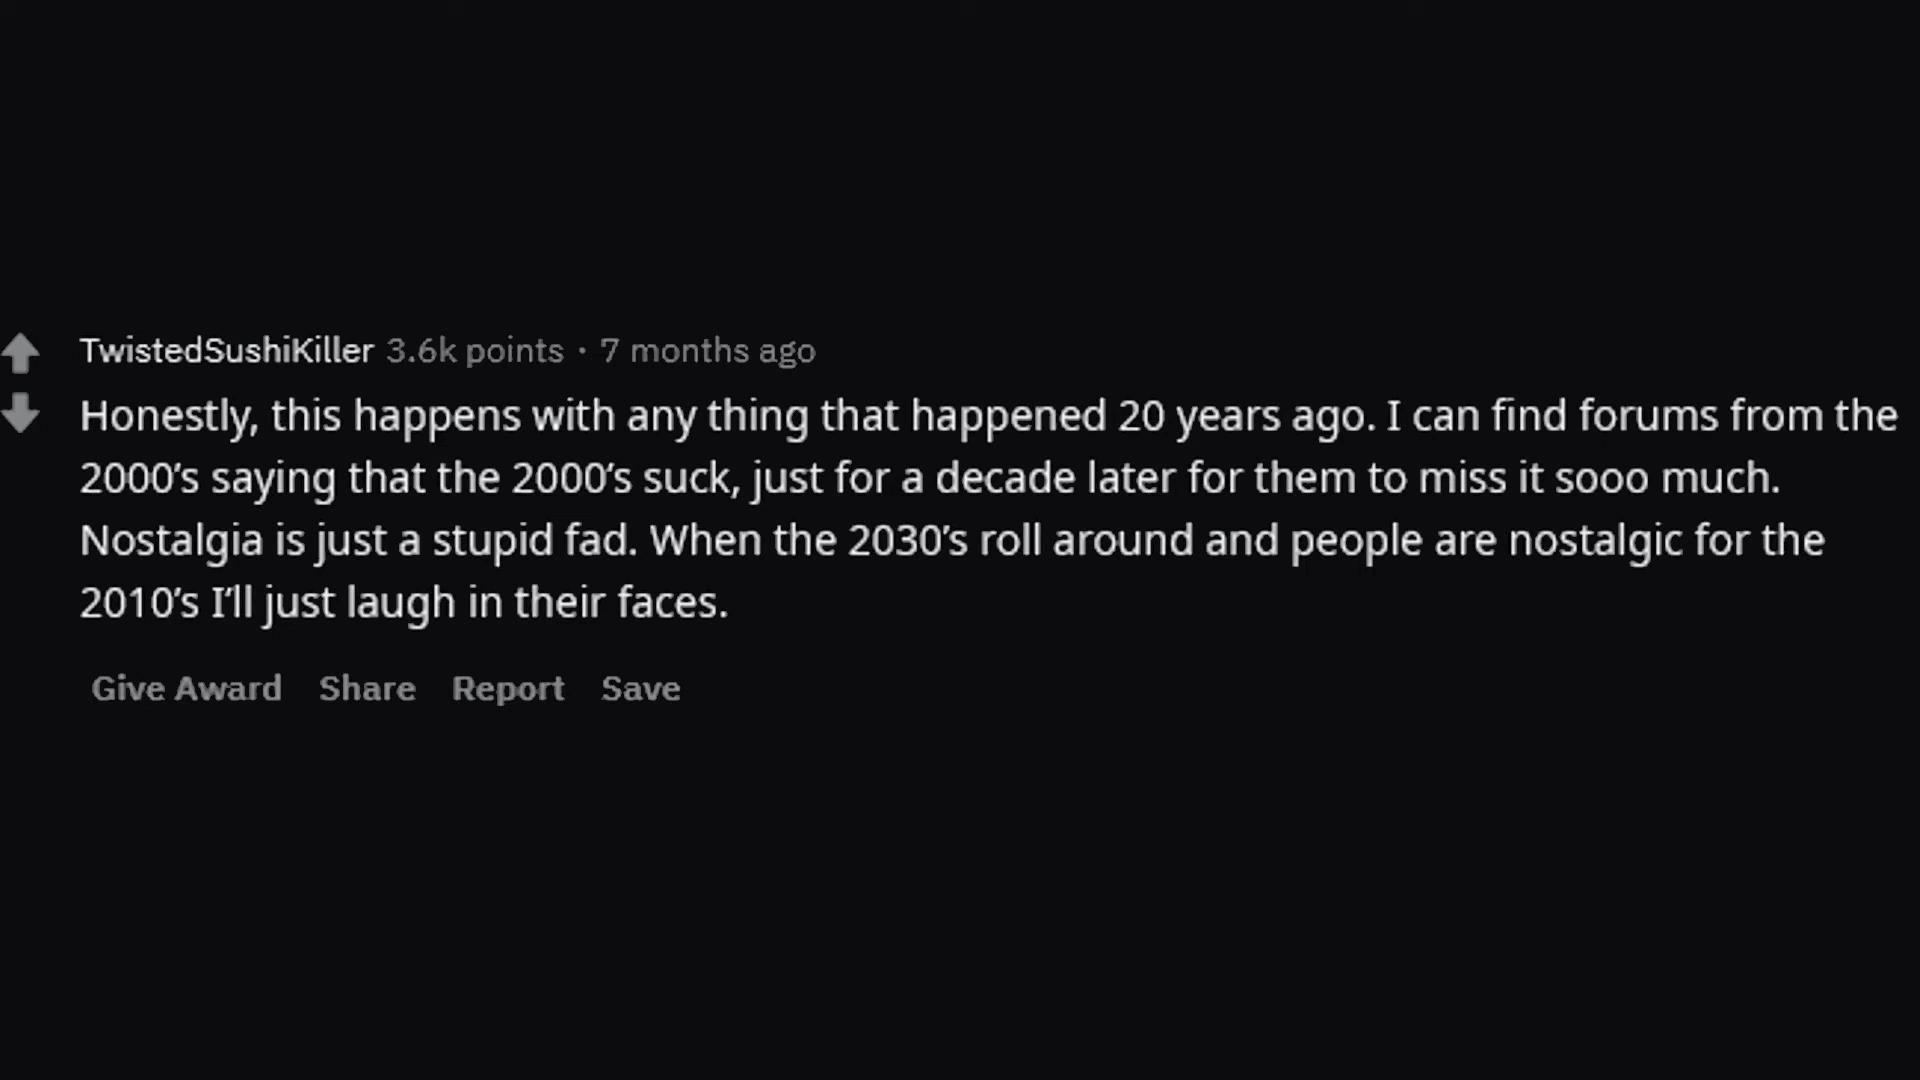 TwistedSushiKiller 3.6k points · 7 months ago
Honestly, this happens with any thing that happened 20 years ago. I can find forums from the
2000’s saying that the 2000’s suck, just for a decade later for them to miss it sooo much.
Nostalgia is just a stupid fad. When the 2030’s roll around and people are nostalgic for the
2010’s I’ll just laugh in their faces.
Give Award Share Report Save